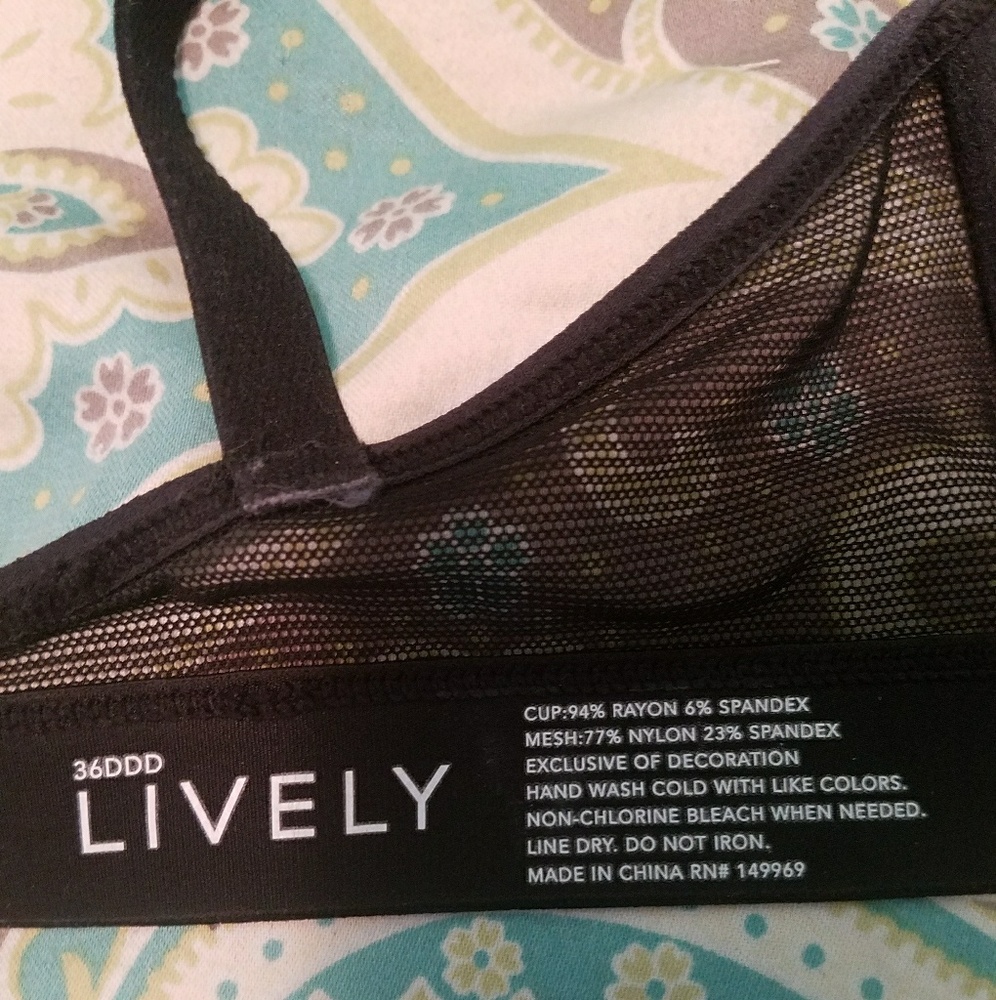 36DDD
LIVELY
CUP:94% RAYON 6% SPANDEX
MESH:77% NYLON 23% SPANDEX
EXCLUSIVE OF DECORATION
HAND WASH COLD WITH LIKE COLORS.
NON-CHLORINE BLEACH WHEN NEEDED.
LINE DRY. DO NOT IRON.
MADE IN CHINA RN# 149969